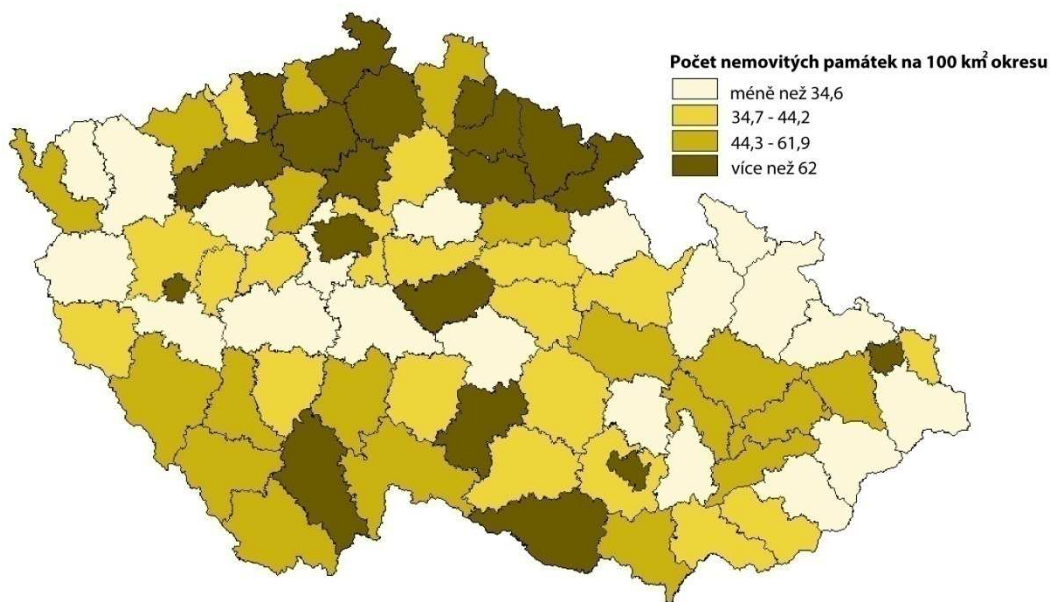 Počet nemovitých památek na 100 km² okresu
méně než 34,6
34,7 - 44,2
44,3 - 61,9
více než 62